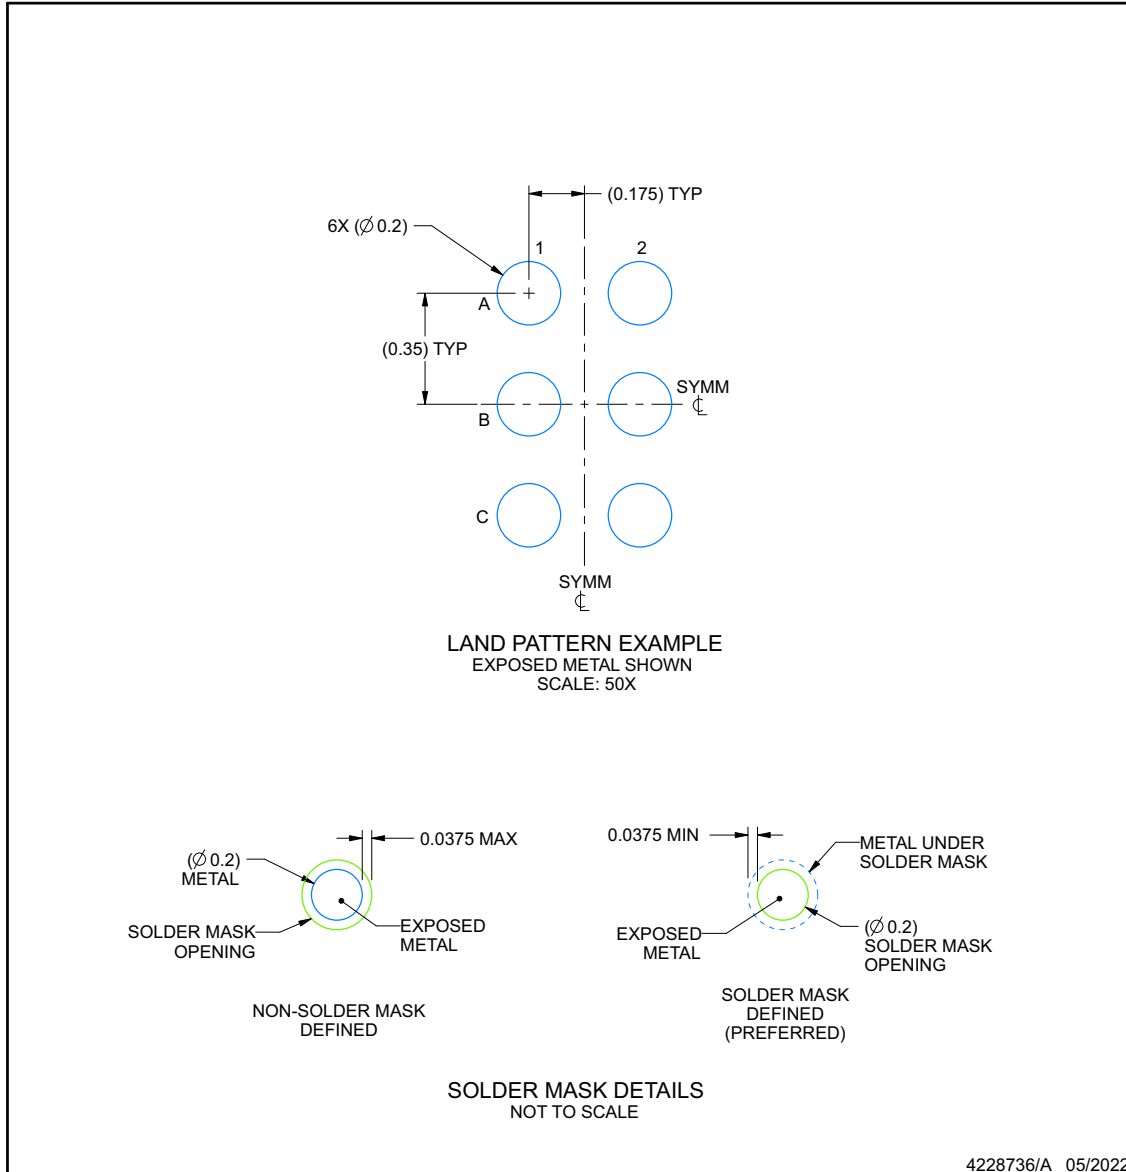 (0.175) TYP
6X (∅ 0.2)
1
2
A
(0.35) TYP
SYMM
℄
B
C
SYMM
℄
LAND PATTERN EXAMPLE
EXPOSED METAL SHOWN
SCALE: 50X
0.0375 MAX
(∅ 0.2)
METAL
SOLDER MASK
OPENING
EXPOSED
METAL
NON-SOLDER MASK
DEFINED
0.0375 MIN
METAL UNDER
SOLDER MASK
EXPOSED
METAL
(∅ 0.2)
SOLDER MASK
OPENING
SOLDER MASK
DEFINED
(PREFERRED)
SOLDER MASK DETAILS
NOT TO SCALE
4228736/A 05/2022